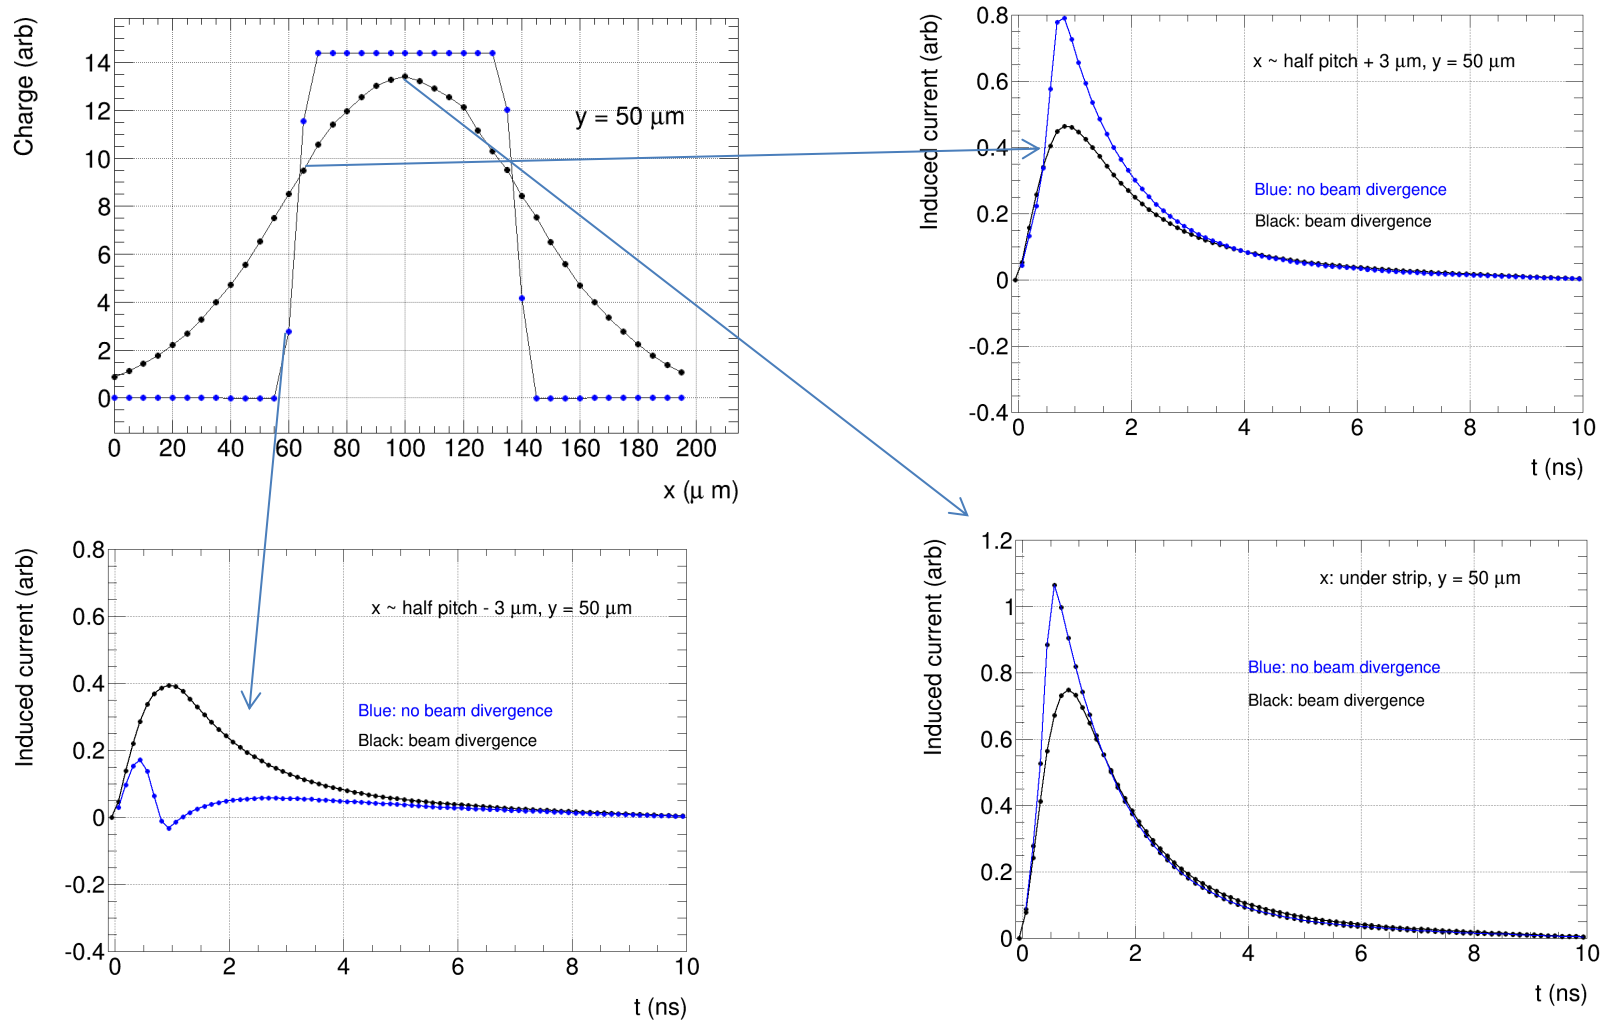 Charge (arb)
14
12
10
8
6
4
2
0
y = 50 μm
0 20 40 60 80 100 120 140 160 180 200
x (μ m)
Induced current (arb)
0.8
0.6
0.4
0.2
0
-0.2
-0.4
x ~ half pitch + 3 μm, y = 50 μm
Blue: no beam divergence
Black: beam divergence
0 2 4 6 8 10
t (ns)
Induced current (arb)
0.8
0.6
0.4
0.2
0
-0.2
-0.4
x ~ half pitch - 3 μm, y = 50 μm
Blue: no beam divergence
Black: beam divergence
0 2 4 6 8 10
t (ns)
Induced current (arb)
1.2
1
0.8
0.6
0.4
0.2
0
x: under strip, y = 50 μm
Blue: no beam divergence
Black: beam divergence
0 2 4 6 8 10
t (ns)